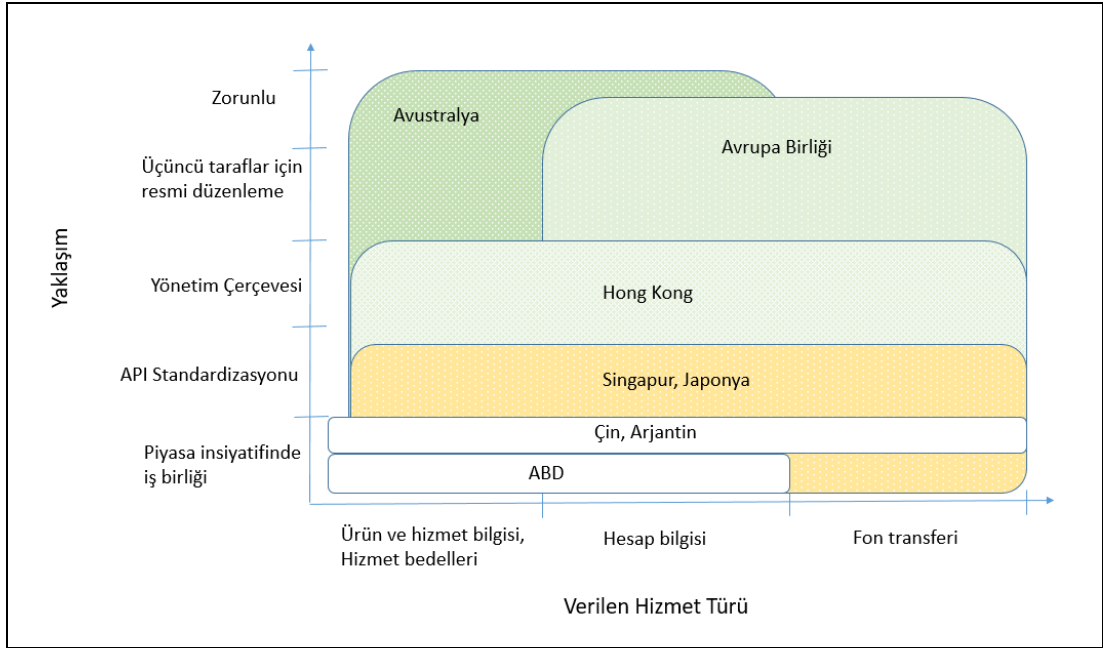 Zorunlu
Avustralya
Avrupa Birliği
Üçüncü taraflar için
resmi düzenleme
Yaklaşım
Yönetim Çerçevesi
Hong Kong
API Standardizasyonu
Singapur, Japonya
Çin, Arjantin
Piyasa insiyatifinde
iş birliği
ABD
Ürün ve hizmet bilgisi,
Hizmet bedelleri
Hesap bilgisi
Fon transferi
Verilen Hizmet Türü